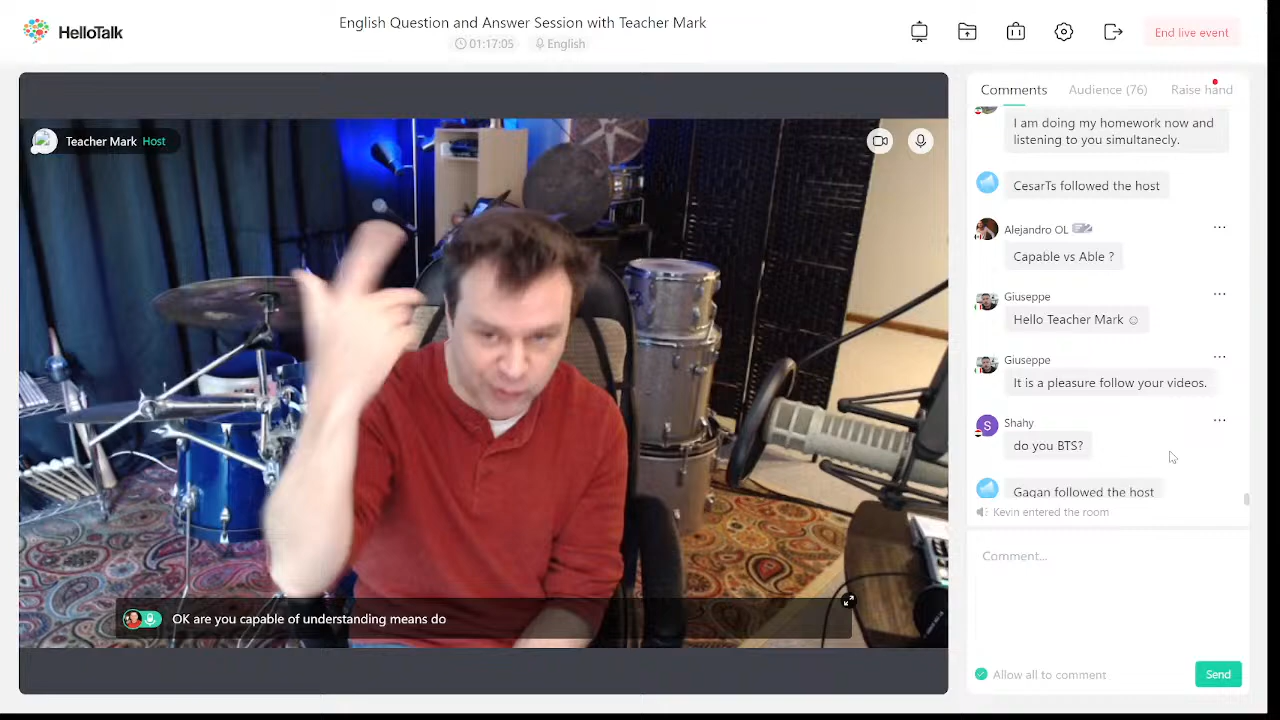 HelloTalk
English Question and Answer Session with Teacher Mark
01:17:05 English
End live event
Teacher Mark Host
OK are you capable of understanding means do
Comments Audience (76) Raise hand
I am doing my homework now and
listening to you simultanecly.
CesarTs followed the host
Alejandro OL
Capable vs Able ?
Giuseppe
Hello Teacher Mark ☺
Giuseppe
It is a pleasure follow your videos.
S
Shahy
do you BTS?
Gagan followed the host
Kevin entered the room
Comment...
Allow all to comment
Send